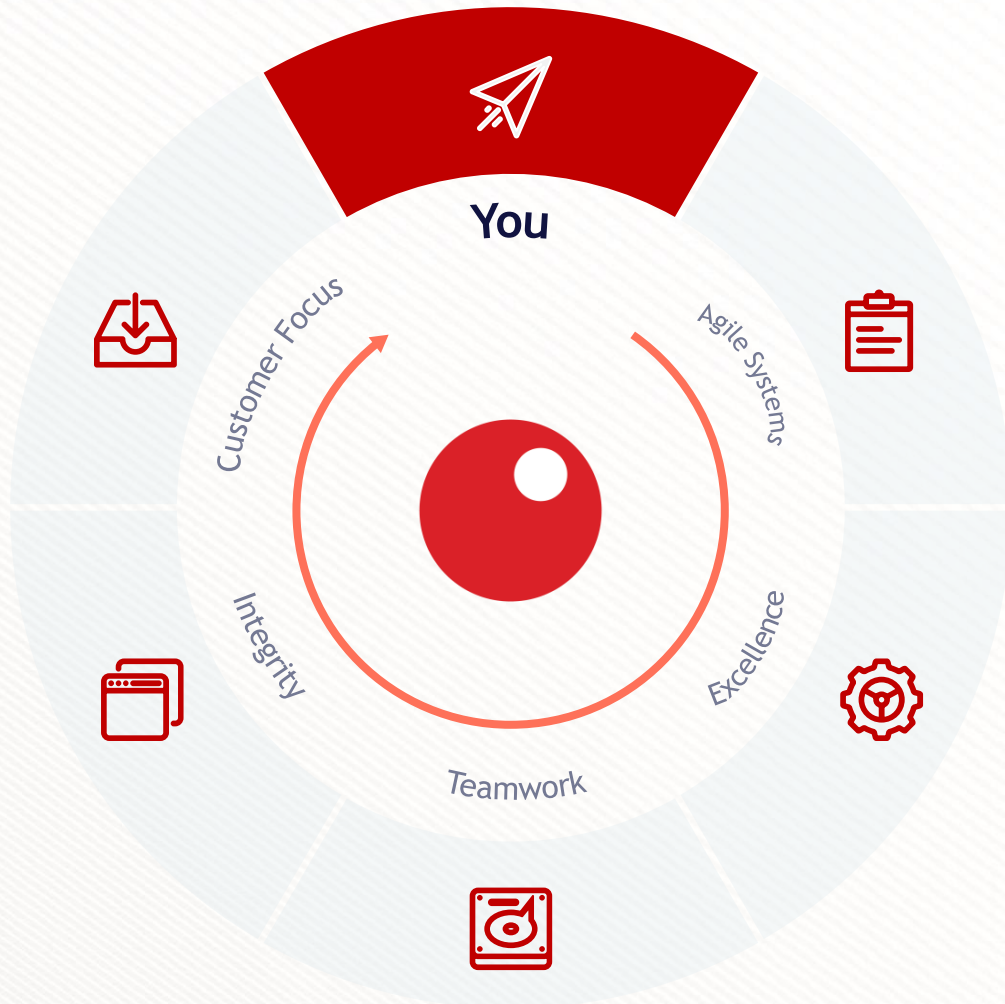 You
Agile Systems
Excellence
Teamwork
Integrity
Customer Focus